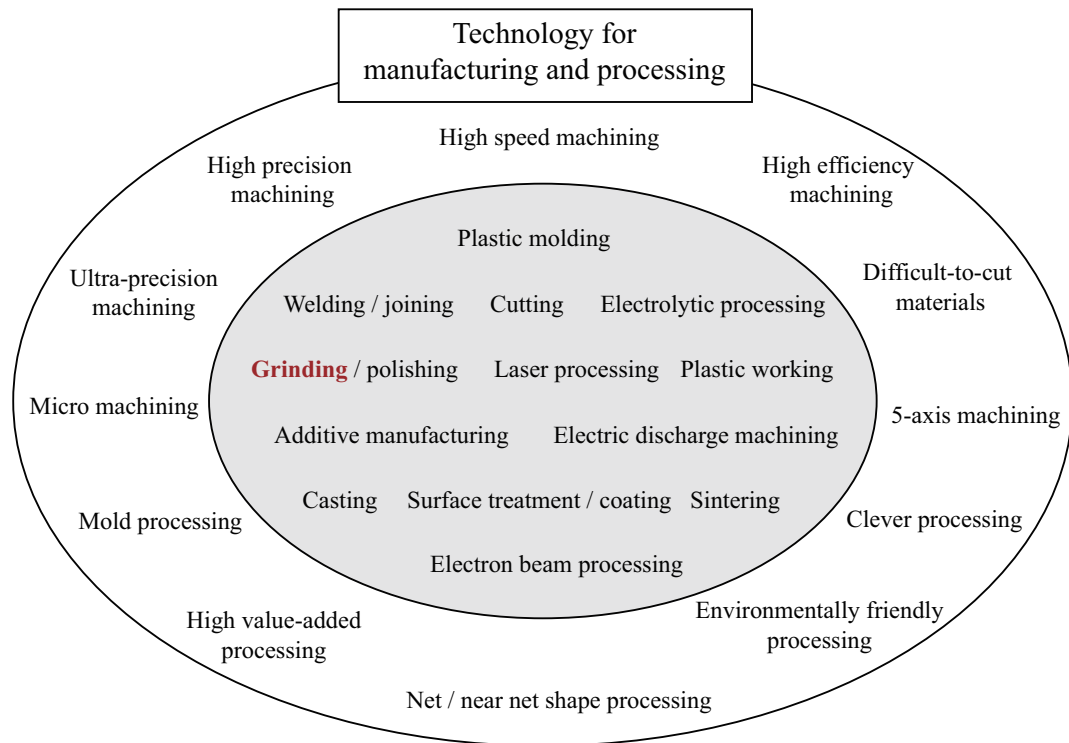 Technology for
manufacturing and processing
High speed machining
High precision
machining
High efficiency
machining
Plastic molding
Ultra-precision
machining
Difficult-to-cut
materials
Welding / joining
Cutting
Electrolytic processing
Grinding / polishing
Laser processing
Plastic working
Micro machining
5-axis machining
Additive manufacturing
Electric discharge machining
Casting
Surface treatment / coating
Sintering
Mold processing
Clever processing
Electron beam processing
High value-added
processing
Environmentally friendly
processing
Net / near net shape processing